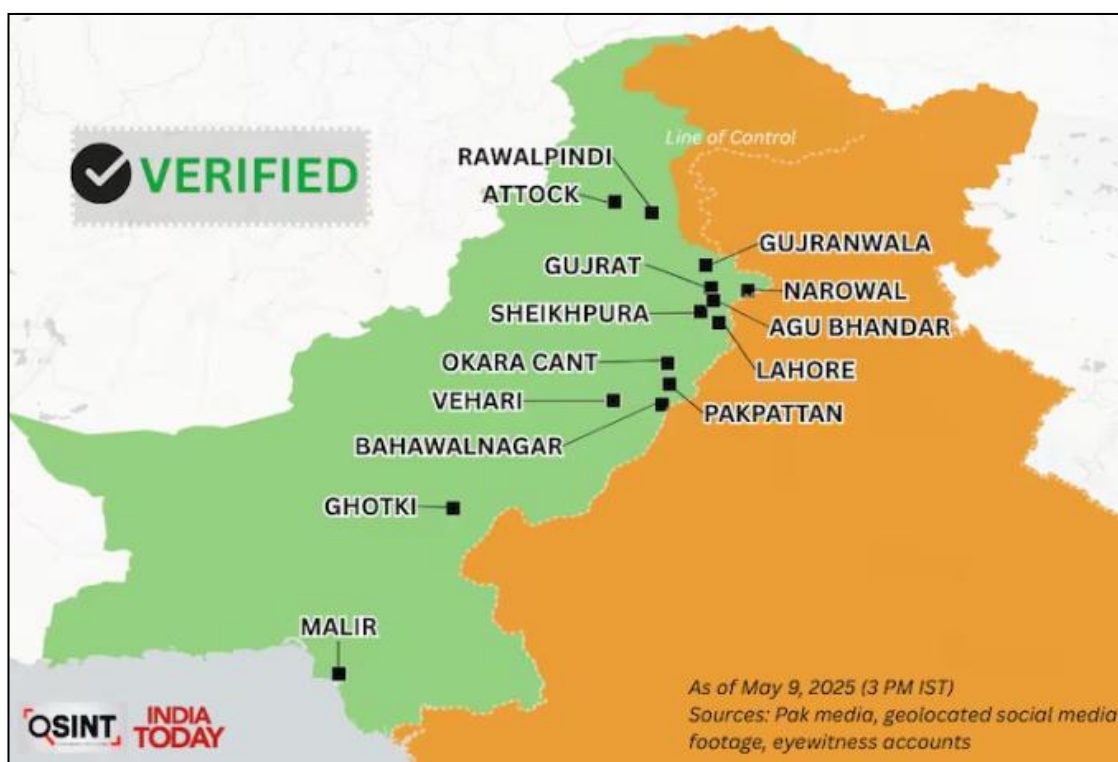 VERIFIED
Line of Control
RAWALPINDI
ATTOCK
GUJRANWALA
GUJRAT
NAROWAL
SHEIKHPURA
AGU BHANDAR
OKARA CANT
LAHORE
VEHARI
PAKPATTAN
BAHAWALNAGAR
GHOTKI
MALIR
As of May 9, 2025 (3 PM IST)
Sources: Pak media, geolocated social media
footage, eyewitness accounts
OSINT
INDIA
TODAY